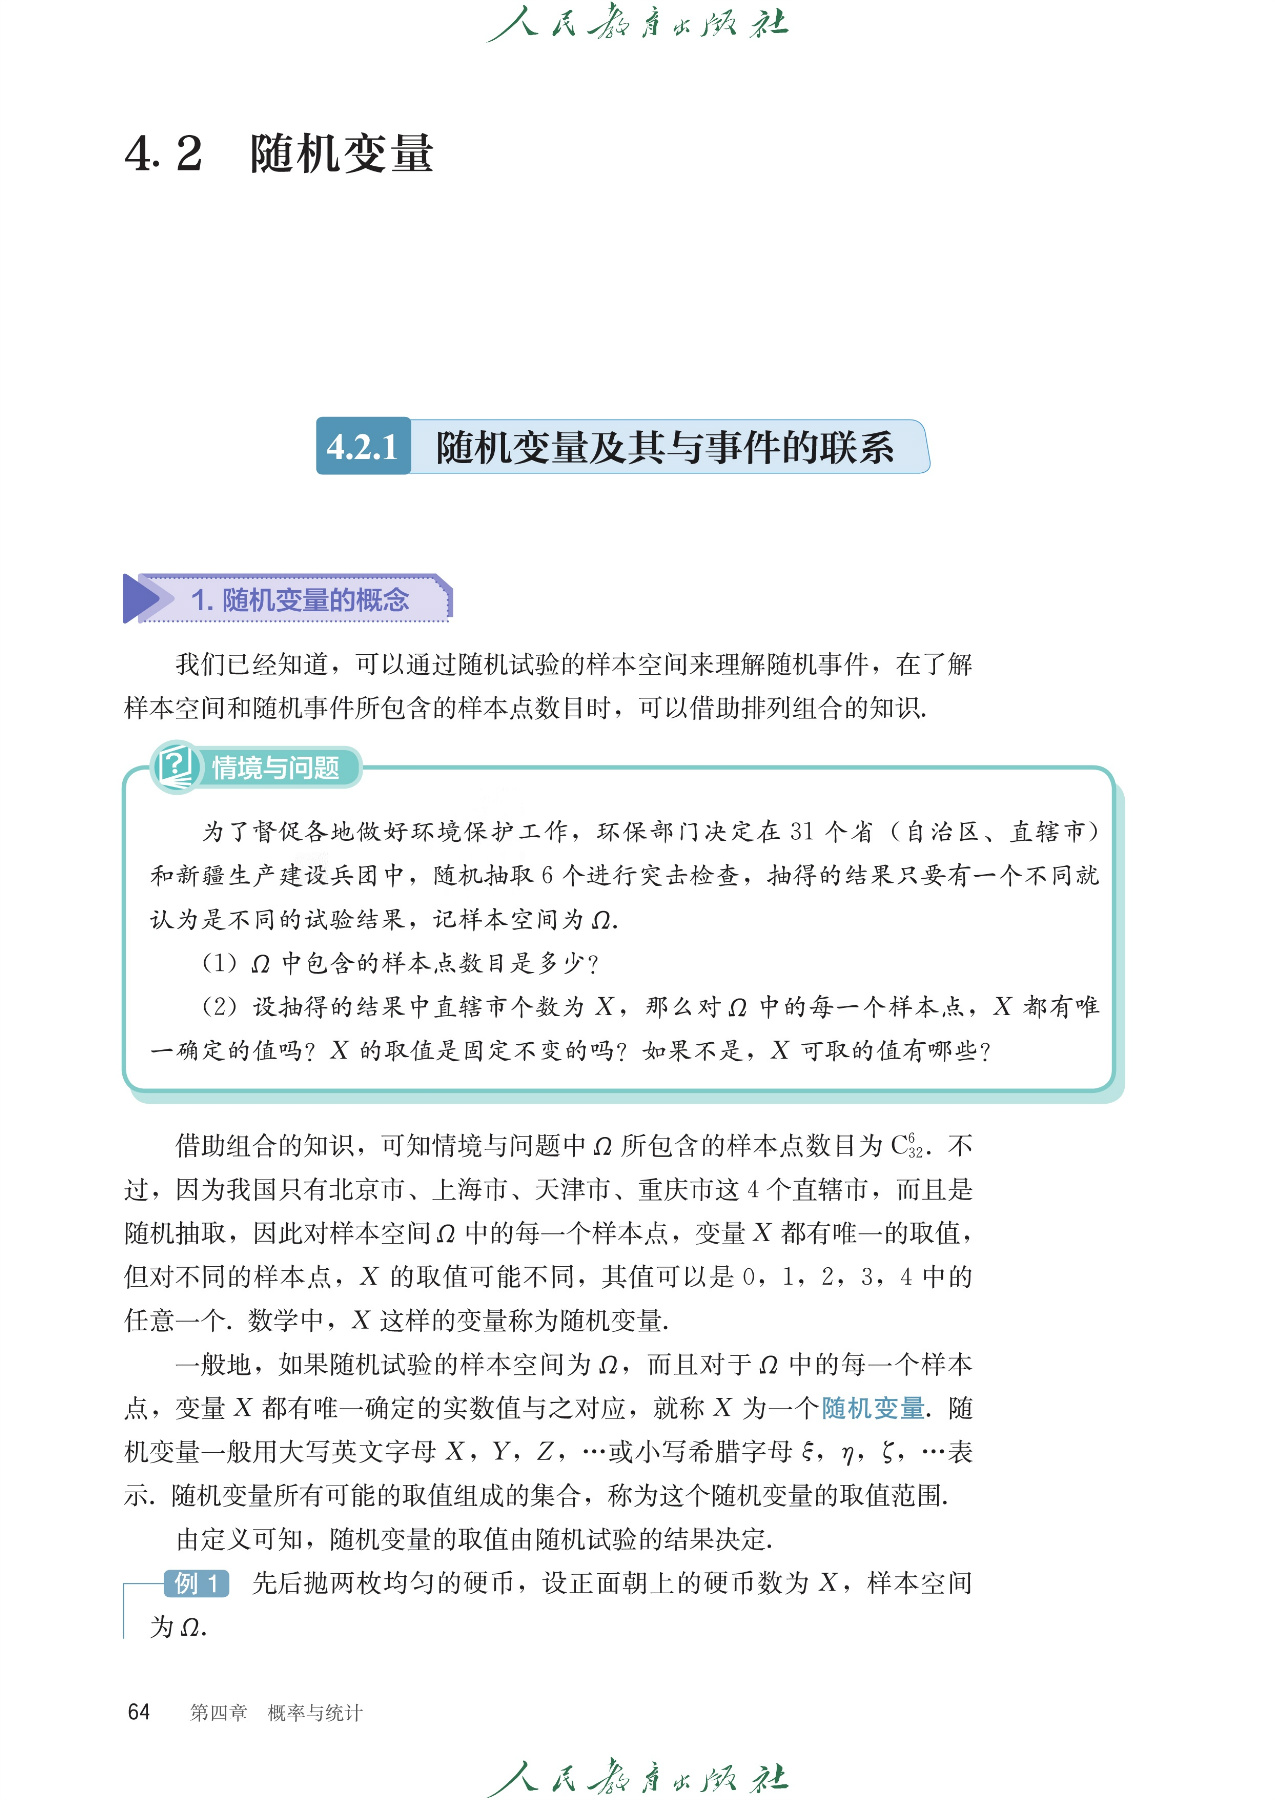 人民教育出版社
4.2 随机变量
4.2.1 随机变量及其与事件的联系
1. 随机变量的概念
我们已经知道，可以通过随机试验的样本空间来理解随机事件，在了解
样本空间和随机事件所包含的样本点数目时，可以借助排列组合的知识.
情境与问题
为了督促各地做好环境保护工作，环保部门决定在 31 个省（自治区、直辖市）
和新疆生产建设兵团中，随机抽取 6 个进行突击检查，抽得的结果只要有一个不同就
认为是不同的试验结果，记样本空间为 Ω.
（1）Ω 中包含的样本点数目是多少？
（2）设抽得的结果中直辖市个数为 X，那么对 Ω 中的每一个样本点，X 都有唯
一确定的值吗？X 的取值是固定不变的吗？如果不是，X 可取的值有哪些？
借助组合的知识，可知情境与问题中 Ω 所包含的样本点数目为 C₃₂⁶. 不
过，因为我国只有北京市、上海市、天津市、重庆市这 4 个直辖市，而且是
随机抽取，因此对样本空间 Ω 中的每一个样本点，变量 X 都有唯一的取值，
但对不同的样本点，X 的取值可能不同，其值可以是 0，1，2，3，4 中的
任意一个. 数学中，X 这样的变量称为随机变量.
一般地，如果随机试验的样本空间为 Ω，而且对于 Ω 中的每一个样本
点，变量 X 都有唯一确定的实数值与之对应，就称 X 为一个随机变量. 随
机变量一般用大写英文字母 X，Y，Z，…或小写希腊字母 ξ，η，ζ，…表
示. 随机变量所有可能的取值组成的集合，称为这个随机变量的取值范围.
由定义可知，随机变量的取值由随机试验的结果决定.
例 1 先后抛两枚均匀的硬币，设正面朝上的硬币数为 X，样本空间
为 Ω.
64 第四章 概率与统计
人民教育出版社